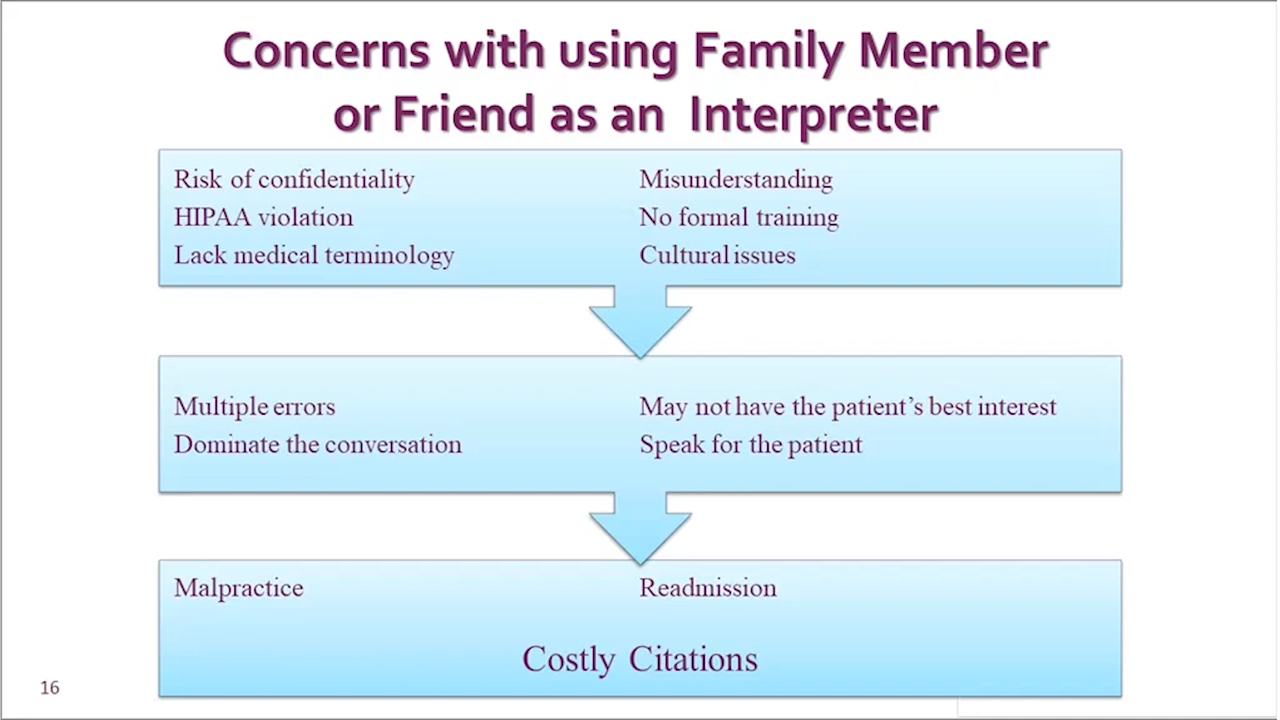 Concerns with using Family Member
or Friend as an Interpreter
Risk of confidentiality
HIPAA violation
Lack medical terminology
Misunderstanding
No formal training
Cultural issues
Multiple errors
Dominate the conversation
May not have the patient’s best interest
Speak for the patient
Malpractice
Readmission
Costly Citations
16